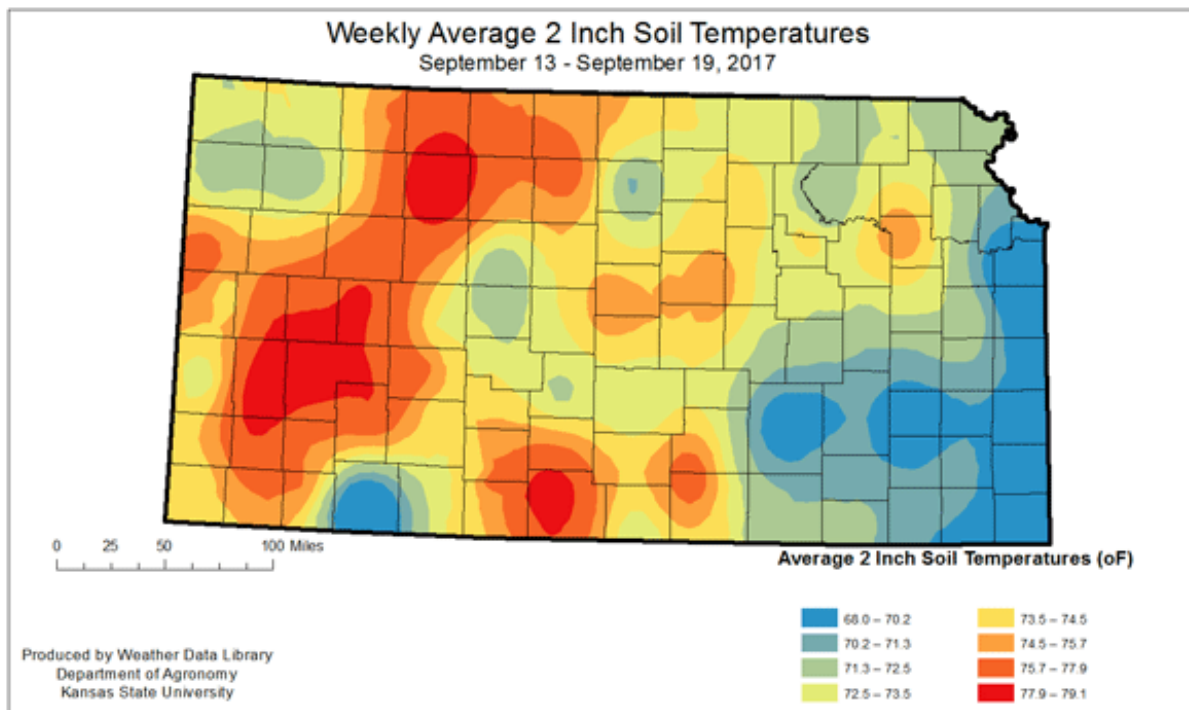 Weekly Average 2 Inch Soil Temperatures
September 13 - September 19, 2017
0 25 50 100 Miles
Average 2 Inch Soil Temperatures (oF)
68.0 – 70.2
70.2 – 71.3
71.3 – 72.5
72.5 – 73.5
73.5 – 74.5
74.5 – 75.7
75.7 – 77.9
77.9 – 79.1
Produced by Weather Data Library
Department of Agronomy
Kansas State University